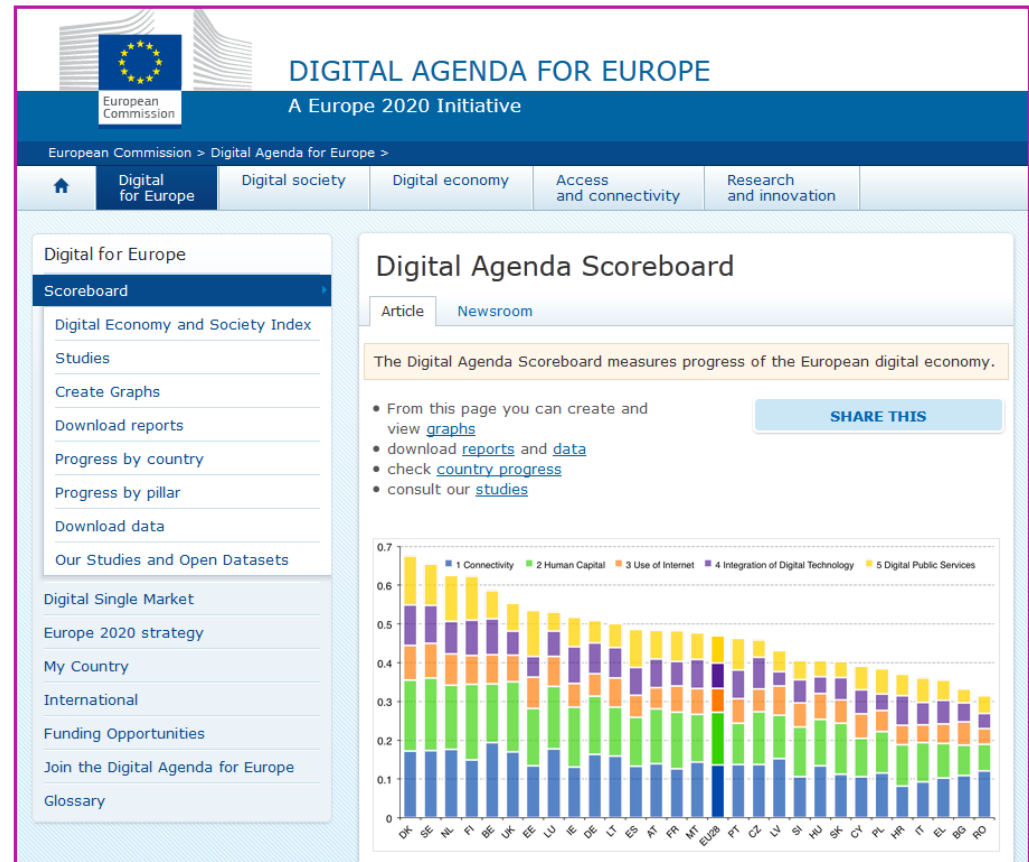 European
Commission
DIGITAL AGENDA FOR EUROPE
A Europe 2020 Initiative
European Commission > Digital Agenda for Europe >
Digital
for Europe
Digital society
Digital economy
Access
and connectivity
Research
and innovation
Digital for Europe
Scoreboard
Digital Economy and Society Index
Studies
Create Graphs
Download reports
Progress by country
Progress by pillar
Download data
Our Studies and Open Datasets
Digital Single Market
Europe 2020 strategy
My Country
International
Funding Opportunities
Join the Digital Agenda for Europe
Glossary
Digital Agenda Scoreboard
Article Newsroom
The Digital Agenda Scoreboard measures progress of the European digital economy.
• From this page you can create and
view graphs
• download reports and data
• check country progress
• consult our studies
SHARE THIS
1 Connectivity 2 Human Capital 3 Use of Internet 4 Integration of Digital Technology 5 Digital Public Services
0.7
0.6
0.5
0.4
0.3
0.2
0.1
0
DK SE NL FI BE UK EE LU IE DE LT ES AT FR MT EU28 PT CZ LV SI HU SK CY PL HR IT EL BG RO